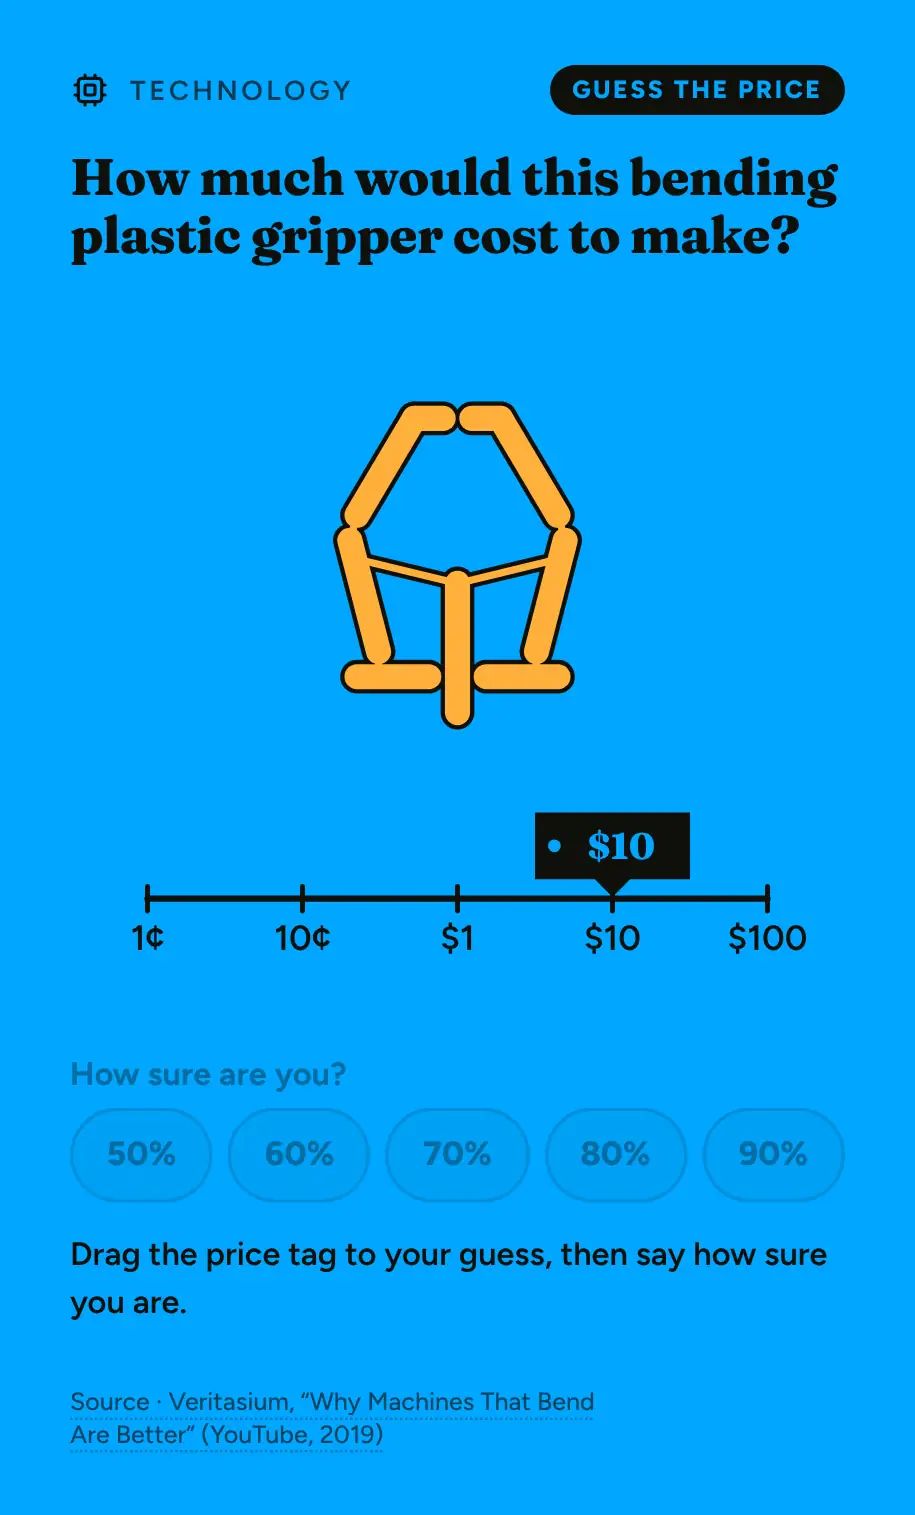 TECHNOLOGY
GUESS THE PRICE
How much would this bending
plastic gripper cost to make?
$10
1¢
10¢
$1
$10
$100
How sure are you?
50%
60%
70%
80%
90%
Drag the price tag to your guess, then say how sure
you are.
Source · Veritasium, “Why Machines That Bend
Are Better” (YouTube, 2019)